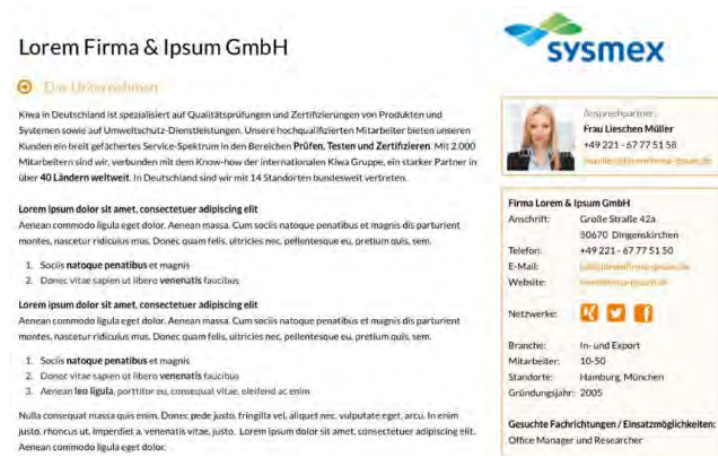 Lorem Firma & Ipsum GmbH
Das Unternehmen
Kiwa in Deutschland ist spezialisiert auf Qualitätsprüfungen und Zertifizierungen von Produkten und
Systemen sowie auf Umweltschutz-Dienstleistungen. Unsere hochqualifizierten Mitarbeiter bieten unseren
Kunden ein breit gefächertes Service-Spektrum in den Bereichen Prüfen, Testen und Zertifizieren. Mit 2.000
Mitarbeitern sind wir, verbunden mit dem Know-how der internationalen Kiwa Gruppe, ein starker Partner in
über 40 Ländern weltweit. In Deutschland sind wir mit 14 Standorten bundesweit vertreten.
Lorem ipsum dolor sit amet, consectetuer adipiscing elit
Aenean commodo ligula eget dolor. Aenean massa. Cum sociis natoque penatibus et magnis dis parturient
montes, nascetur ridiculus mus. Donec quam felis, ultricies nec, pellentesque eu, pretium quis, sem.
1. Sociis natoque penatibus et magnis
2. Donec vitae sapien ut libero venenatis faucibus
Lorem ipsum dolor sit amet, consectetuer adipiscing elit
Aenean commodo ligula eget dolor. Aenean massa. Cum sociis natoque penatibus et magnis dis parturient
montes, nascetur ridiculus mus. Donec quam felis, ultricies nec, pellentesque eu, pretium quis, sem.
1. Sociis natoque penatibus et magnis
2. Donec vitae sapien ut libero venenatis faucibus
3. Aenean leo ligula, porttitor eu, consequat vitae, eleifend ac enim
Nulla consequat massa quis enim. Donec pede justo, fringilla vel, aliquet nec, vulputate eget, arcu. In enim
justo, rhoncus ut, imperdiet a, venenatis vitae, justo. Lorem ipsum dolor sit amet, consectetuer adipiscing elit.
Aenean commodo ligula eget dolor.
sysmex
Ansprechpartner:
Frau Lieschen Müller
+49 221 - 67 77 51 58
Firma Lorem & Ipsum GmbH
Anschrift: Große Straße 42a
50670 Dingenskirchen
Telefon: +49 221 - 67 77 51 50
E-Mail:
Website:
Netzwerke:
Branche: In- und Export
Mitarbeiter: 10-50
Standorte: Hamburg, München
Gründungsjahr: 2005
Gesuchte Fachrichtungen / Einsatzmöglichkeiten:
Office Manager und Researcher